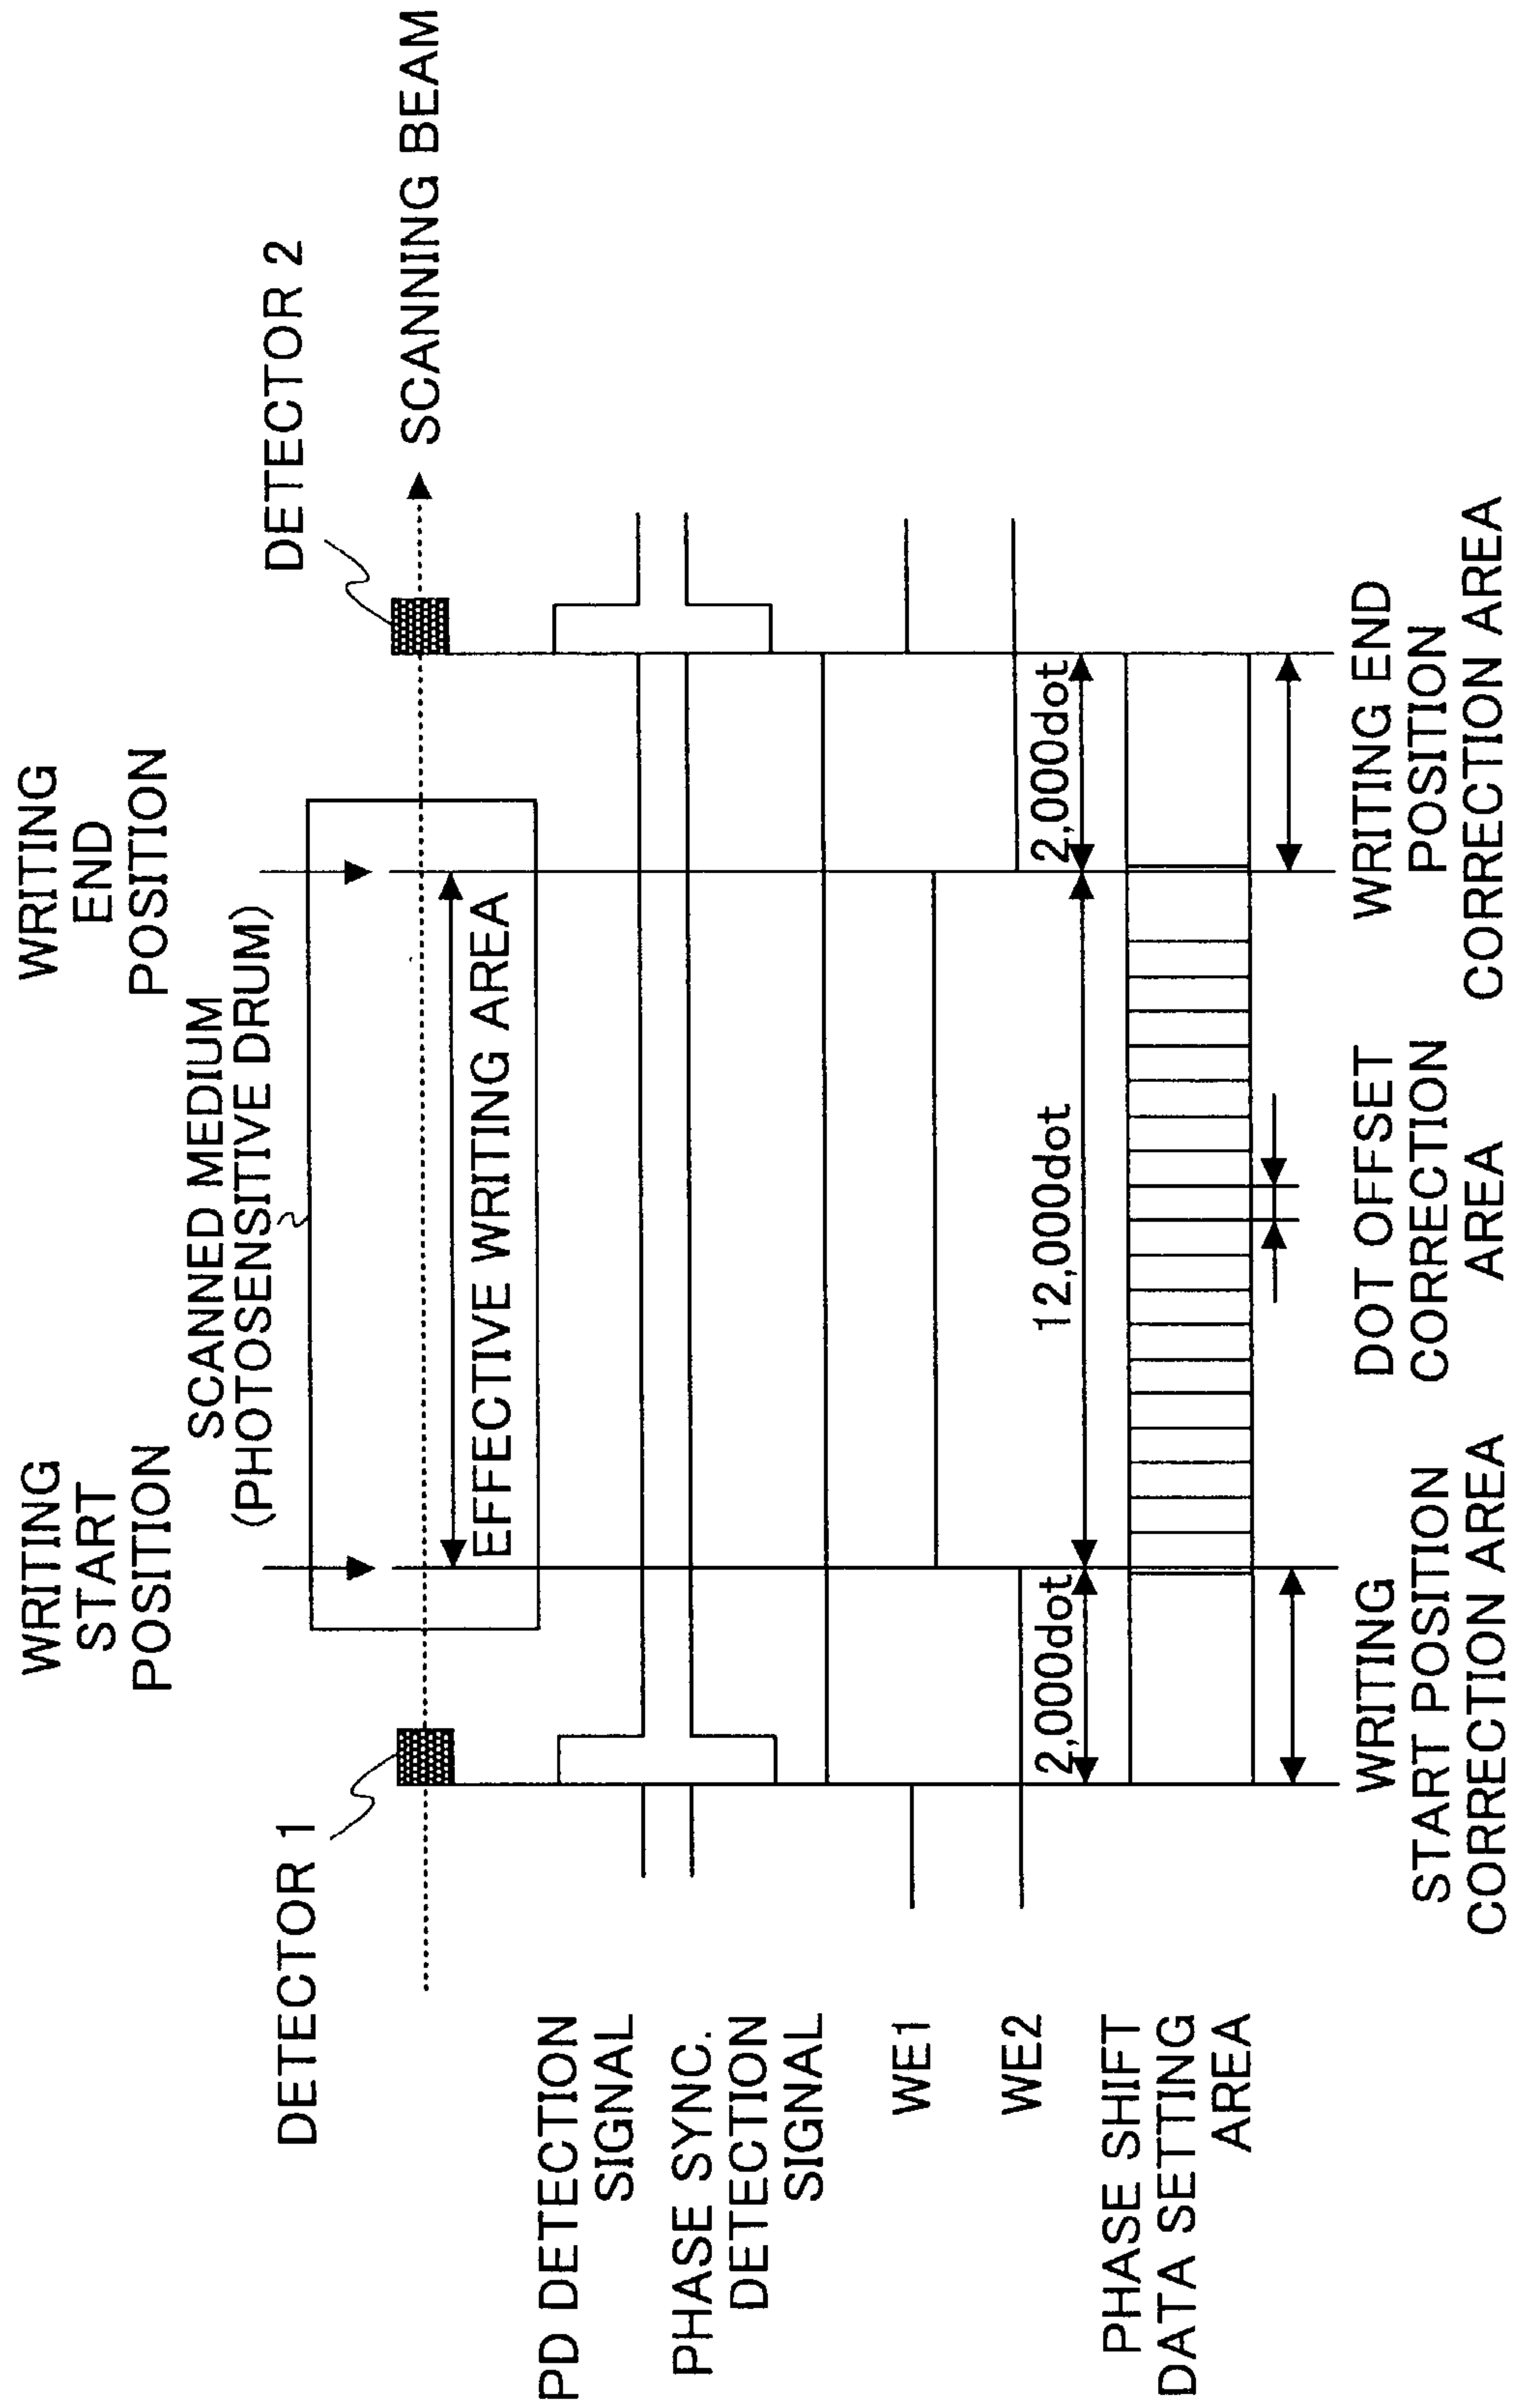 WRITING
START
POSITION
WRITING
END
POSITION
SCANNED MEDIUM
(PHOTOSENSITIVE DRUM)
DETECTOR 1
DETECTOR 2
SCANNING BEAM
EFFECTIVE WRITING AREA
PD DETECTION
SIGNAL
PHASE SYNC.
DETECTION
SIGNAL
WE1
WE2
2,000dot
12,000dot
2,000dot
PHASE SHIFT
DATA SETTING
AREA
WRITING
START POSITION
CORRECTION AREA
DOT OFFSET
CORRECTION
AREA
WRITING END
POSITION
CORRECTION AREA